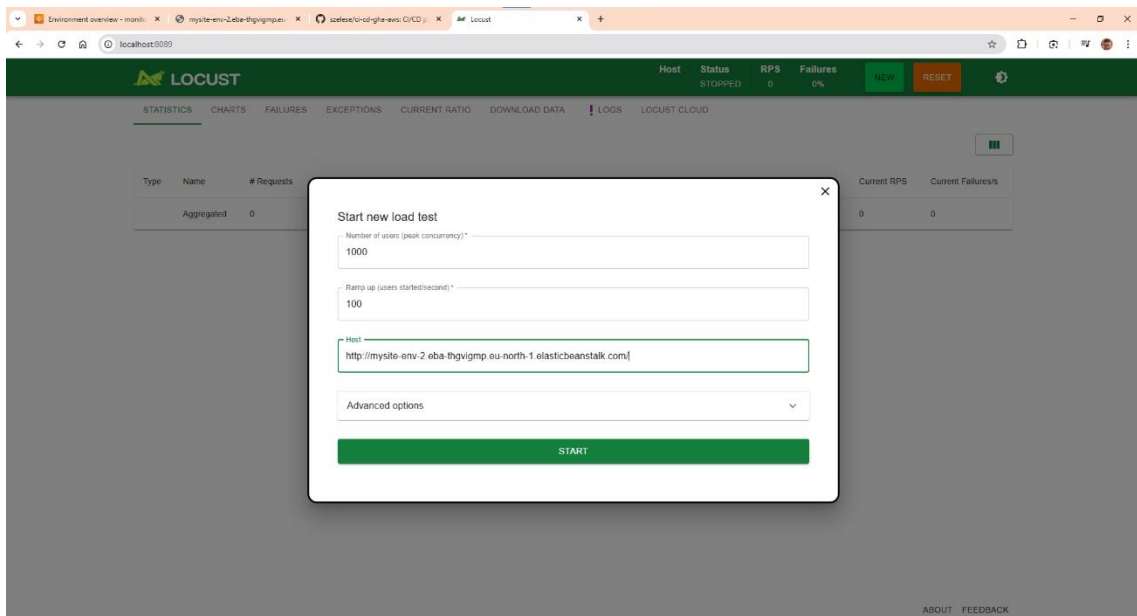 Environment overview - monito
mysite-env-2.eba-thgvigmp.eu-
szelese/ci-cd-gha-aws: CI/CD p
Locust
localhost:8089
LOCUST
Host Status RPS Failures
STOPPED 0 0%
NEW
RESET
STATISTICS CHARTS FAILURES EXCEPTIONS CURRENT RATIO DOWNLOAD DATA LOGS LOCUST CLOUD
Type Name # Requests Current RPS Current Failures/s
Aggregated 0 0 0
Start new load test
Number of users (peak concurrency) *
1000
Ramp up (users started/second) *
100
Host
http://mysite-env-2.eba-thgvigmp.eu-north-1.elasticbeanstalk.com/
Advanced options
START
ABOUT FEEDBACK